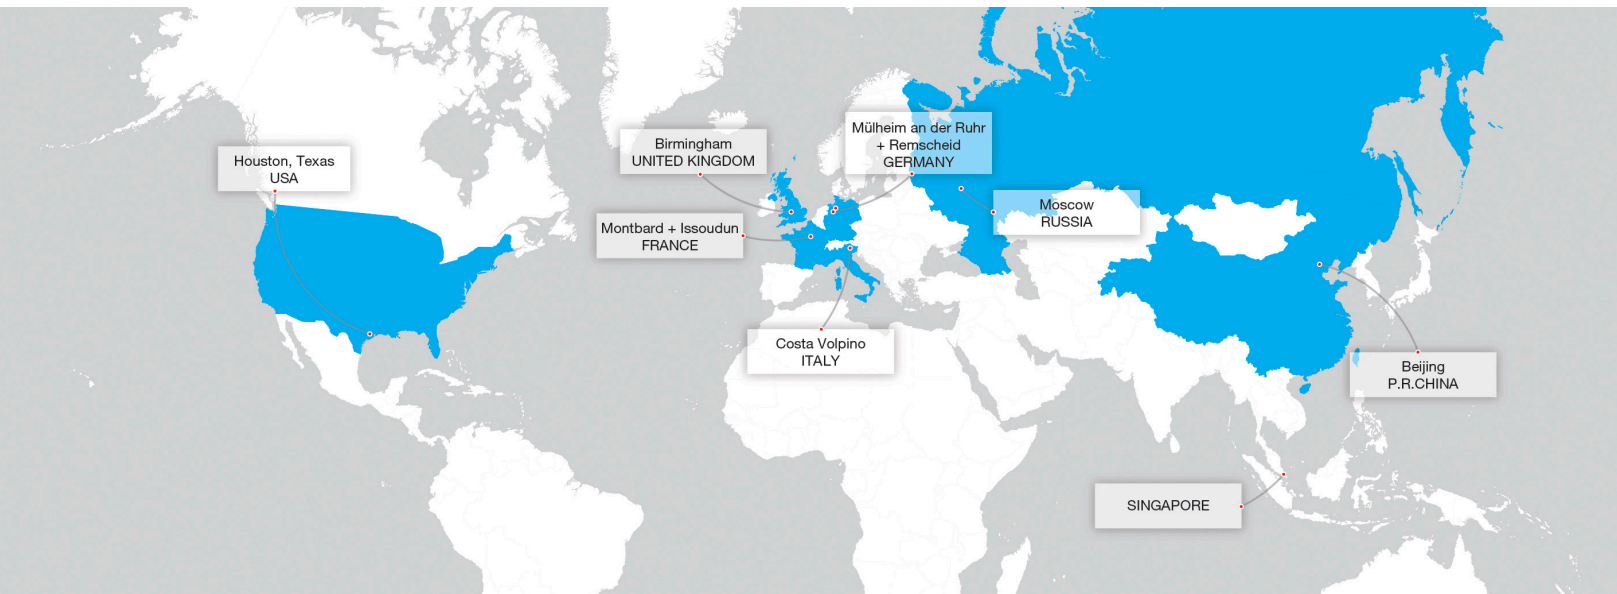 Houston, Texas
USA
Birmingham
UNITED KINGDOM
Mülheim an der Ruhr
+ Remscheid
GERMANY
Montbard + Issoudun
FRANCE
Moscow
RUSSIA
Costa Volpino
ITALY
Beijing
P.R.CHINA
SINGAPORE